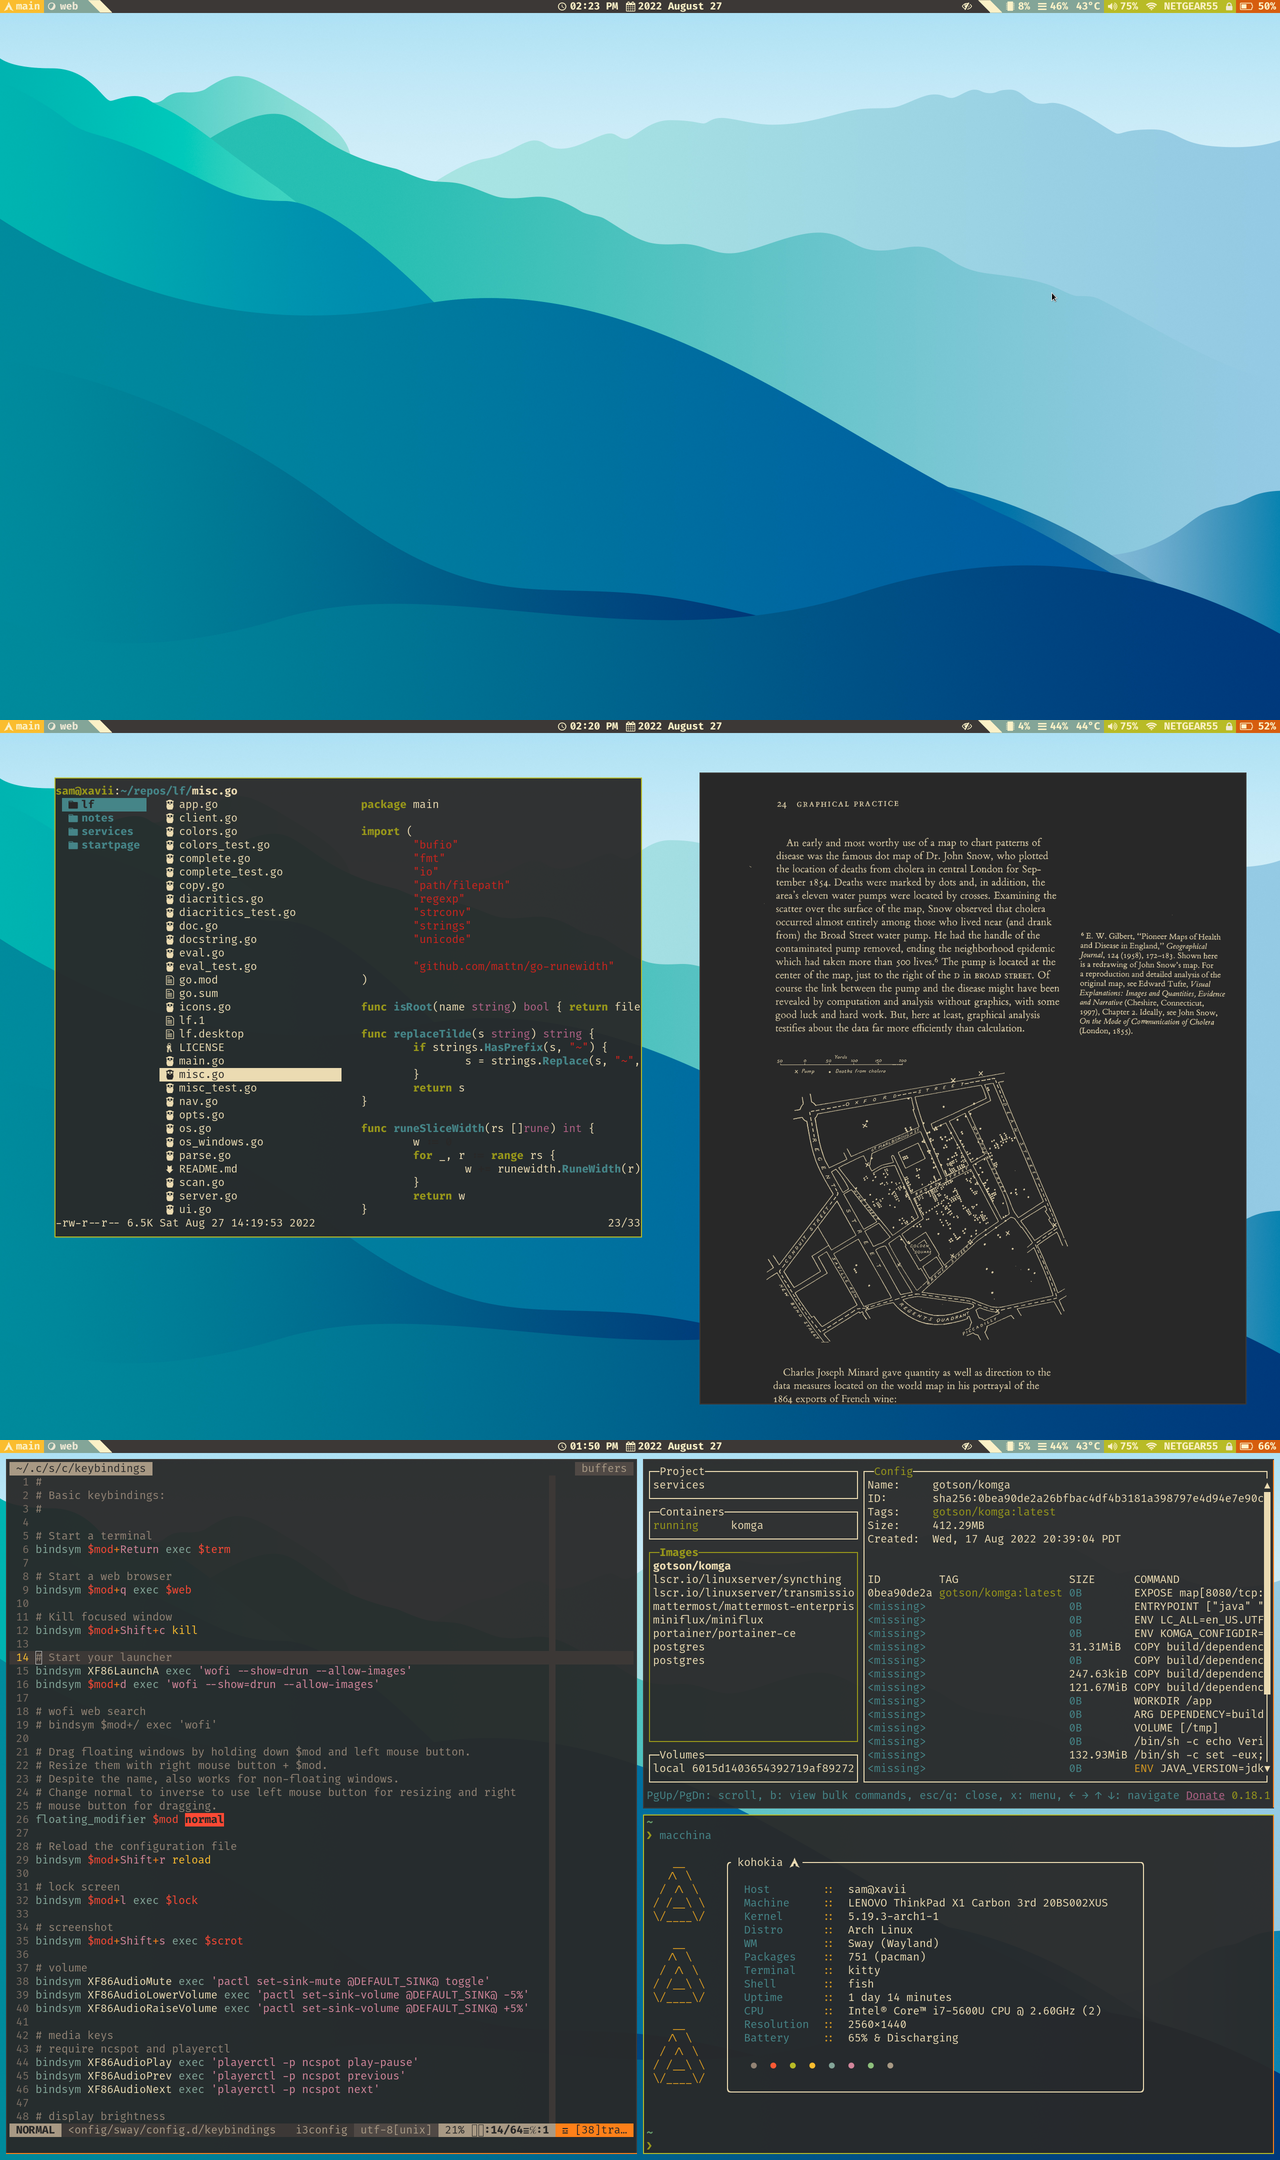 main web 02:23 PM 2022 August 27 8% 46% 43°C 75% NETGEAR55 50%
main web 02:20 PM 2022 August 27 4% 44% 44°C 75% NETGEAR55 52%
sam@xavii:~/repos/lf/misc.go
lf
notes
services
startpage
app.go
client.go
colors.go
colors_test.go
complete.go
complete_test.go
copy.go
diacritics.go
diacritics_test.go
doc.go
docstring.go
eval.go
eval_test.go
go.mod
go.sum
icons.go
lf.1
lf.desktop
LICENSE
main.go
misc.go
misc_test.go
nav.go
opts.go
os.go
os_windows.go
parse.go
README.md
scan.go
server.go
ui.go
package main
import (
"bufio"
"fmt"
"io"
"path/filepath"
"regexp"
"strconv"
"strings"
"unicode"
"github.com/mattn/go-runewidth"
)
func isRoot(name string) bool { return file
func replaceTilde(s string) string {
if strings.HasPrefix(s, "~") {
s = strings.Replace(s, "~",
}
return s
}
func runeSliceWidth(rs []rune) int {
w
for _, r range rs {
w runewidth.RuneWidth(r)
}
return w
}
-rw-r--r-- 6.5K Sat Aug 27 14:19:53 2022 23/33
24 GRAPHICAL PRACTICE
An early and most worthy use of a map to chart patterns of
disease was the famous dot map of Dr. John Snow, who plotted
the location of deaths from cholera in central London for Sep-
tember 1854. Deaths were marked by dots and, in addition, the
area's eleven water pumps were located by crosses. Examining the
scatter over the surface of the map, Snow observed that cholera
occurred almost entirely among those who lived near (and drank
from) the Broad Street water pump. He had the handle of the
contaminated pump removed, ending the neighborhood epidemic
which had taken more than 500 lives.⁶ The pump is located at the
center of the map, just to the right of the D in BROAD STREET. Of
course the link between the pump and the disease might have been
revealed by computation and analysis without graphics, with some
good luck and hard work. But, here at least, graphical analysis
testifies about the data far more efficiently than calculation.
⁶ E. W. Gilbert, "Pioneer Maps of Health
and Disease in England," Geographical
Journal, 124 (1958), 172–183. Shown here
is a redrawing of John Snow's map. For
a reproduction and detailed analysis of the
original map, see Edward Tufte, Visual
Explanations: Images and Quantities, Evidence
and Narrative (Cheshire, Connecticut,
1997), Chapter 2. Ideally, see John Snow,
On the Mode of Communication of Cholera
(London, 1855).
Yards
50 0 50 100 150 200
× Pump • Deaths from cholera
OXFORD STREET
GOLDEN
SQUARE
REGENTS QUADRANT
PICCADILLY
Charles Joseph Minard gave quantity as well as direction to the
data measures located on the world map in his portrayal of the
1864 exports of French wine:
main web 01:50 PM 2022 August 27 5% 44% 43°C 75% NETGEAR55 66%
~/.c/s/c/keybindings buffers
1 #
2 # Basic keybindings:
3 #
4
5 # Start a terminal
6 bindsym $mod+Return exec $term
7
8 # Start a web browser
9 bindsym $mod+q exec $web
10
11 # Kill focused window
12 bindsym $mod+Shift+c kill
13
14 # Start your launcher
15 bindsym XF86LaunchA exec 'wofi --show=drun --allow-images'
16 bindsym $mod+d exec 'wofi --show=drun --allow-images'
17
18 # wofi web search
19 # bindsym $mod+/ exec 'wofi'
20
21 # Drag floating windows by holding down $mod and left mouse button.
22 # Resize them with right mouse button + $mod.
23 # Despite the name, also works for non-floating windows.
24 # Change normal to inverse to use left mouse button for resizing and right
25 # mouse button for dragging.
26 floating_modifier $mod normal
27
28 # Reload the configuration file
29 bindsym $mod+Shift+r reload
30
31 # lock screen
32 bindsym $mod+l exec $lock
33
34 # screenshot
35 bindsym $mod+Shift+s exec $scrot
36
37 # volume
38 bindsym XF86AudioMute exec 'pactl set-sink-mute @DEFAULT_SINK@ toggle'
39 bindsym XF86AudioLowerVolume exec 'pactl set-sink-volume @DEFAULT_SINK@ -5%'
40 bindsym XF86AudioRaiseVolume exec 'pactl set-sink-volume @DEFAULT_SINK@ +5%'
41
42 # media keys
43 # require ncspot and playerctl
44 bindsym XF86AudioPlay exec 'playerctl -p ncspot play-pause'
45 bindsym XF86AudioPrev exec 'playerctl -p ncspot previous'
46 bindsym XF86AudioNext exec 'playerctl -p ncspot next'
47
48 # display brightness
NORMAL <onfig/sway/config.d/keybindings i3config utf-8[unix] 21% :14/64 :1 [38]tra…
Project
services
Containers
running komga
Images
gotson/komga
lscr.io/linuxserver/syncthing
lscr.io/linuxserver/transmissio
mattermost/mattermost-enterpris
miniflux/miniflux
portainer/portainer-ce
postgres
postgres
Volumes
local 6015d1403654392719af89272
Config
Name: gotson/komga
ID: sha256:0bea90de2a26bfbac4df4b3181a398797e4d94e7e90c
Tags: gotson/komga:latest
Size: 412.29MB
Created: Wed, 17 Aug 2022 20:39:04 PDT
ID TAG SIZE COMMAND
0bea90de2a gotson/komga:latest 0B EXPOSE map[8080/tcp:
<missing> 0B ENTRYPOINT ["java" "
<missing> 0B ENV LC_ALL=en_US.UTF
<missing> 0B ENV KOMGA_CONFIGDIR=
<missing> 31.31MiB COPY build/dependenc
<missing> 0B COPY build/dependenc
<missing> 247.63kiB COPY build/dependenc
<missing> 121.67MiB COPY build/dependenc
<missing> 0B WORKDIR /app
<missing> 0B ARG DEPENDENCY=build
<missing> 0B VOLUME [/tmp]
<missing> 0B /bin/sh -c echo Veri
<missing> 132.93MiB /bin/sh -c set -eux;
<missing> 0B ENV JAVA_VERSION=jdk
PgUp/PgDn: scroll, b: view bulk commands, esc/q: close, x: menu, ← → ↑ ↓: navigate Donate 0.18.1
~
❯ macchina
kohokia
Host :: sam@xavii
Machine :: LENOVO ThinkPad X1 Carbon 3rd 20BS002XUS
Kernel :: 5.19.3-arch1-1
Distro :: Arch Linux
WM :: Sway (Wayland)
Packages :: 751 (pacman)
Terminal :: kitty
Shell :: fish
Uptime :: 1 day 14 minutes
CPU :: Intel® Core™ i7-5600U CPU @ 2.60GHz (2)
Resolution :: 2560×1440
Battery :: 65% & Discharging
~
❯